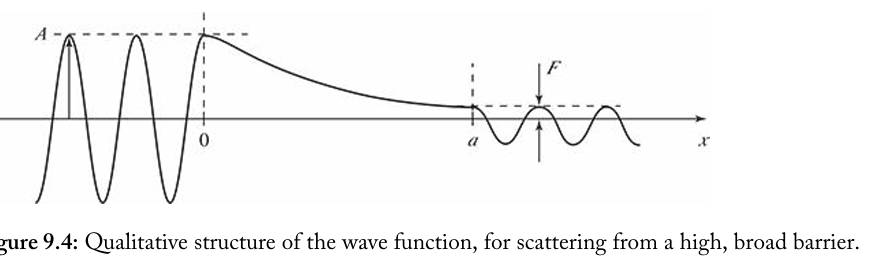 A
F
0
a
x
gure 9.4: Qualitative structure of the wave function, for scattering from a high, broad barrier.